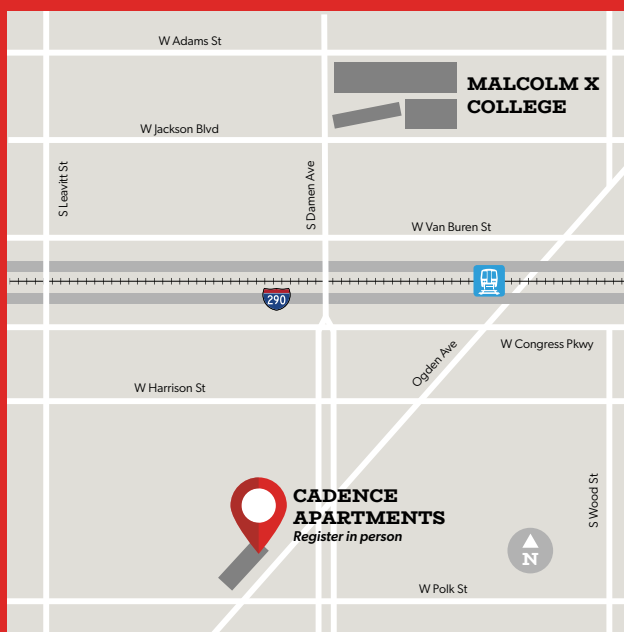 W Adams St
MALCOLM X
COLLEGE
W Jackson Blvd
S Leavitt St
S Damen Ave
W Van Buren St
290
W Congress Pkwy
Ogden Ave
W Harrison St
S Wood St
CADENCE
APARTMENTS
Register in person
N
W Polk St